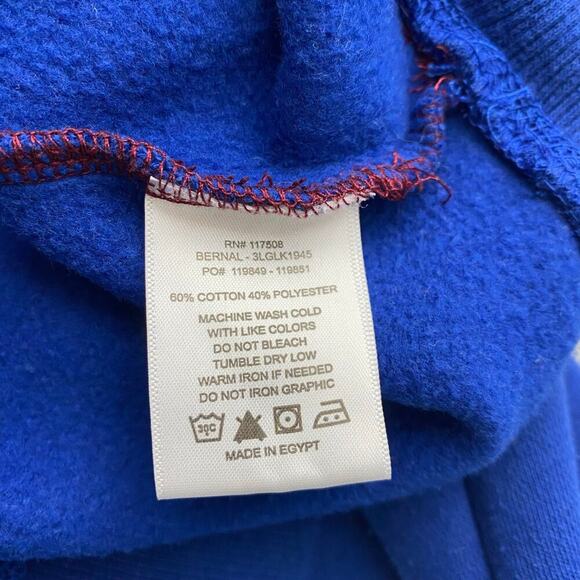 RN# 117508
BERNAL - 3LGLK1945
PO# 119849 - 119851
60% COTTON 40% POLYESTER
MACHINE WASH COLD
WITH LIKE COLORS
DO NOT BLEACH
TUMBLE DRY LOW
WARM IRON IF NEEDED
DO NOT IRON GRAPHIC
30C
MADE IN EGYPT